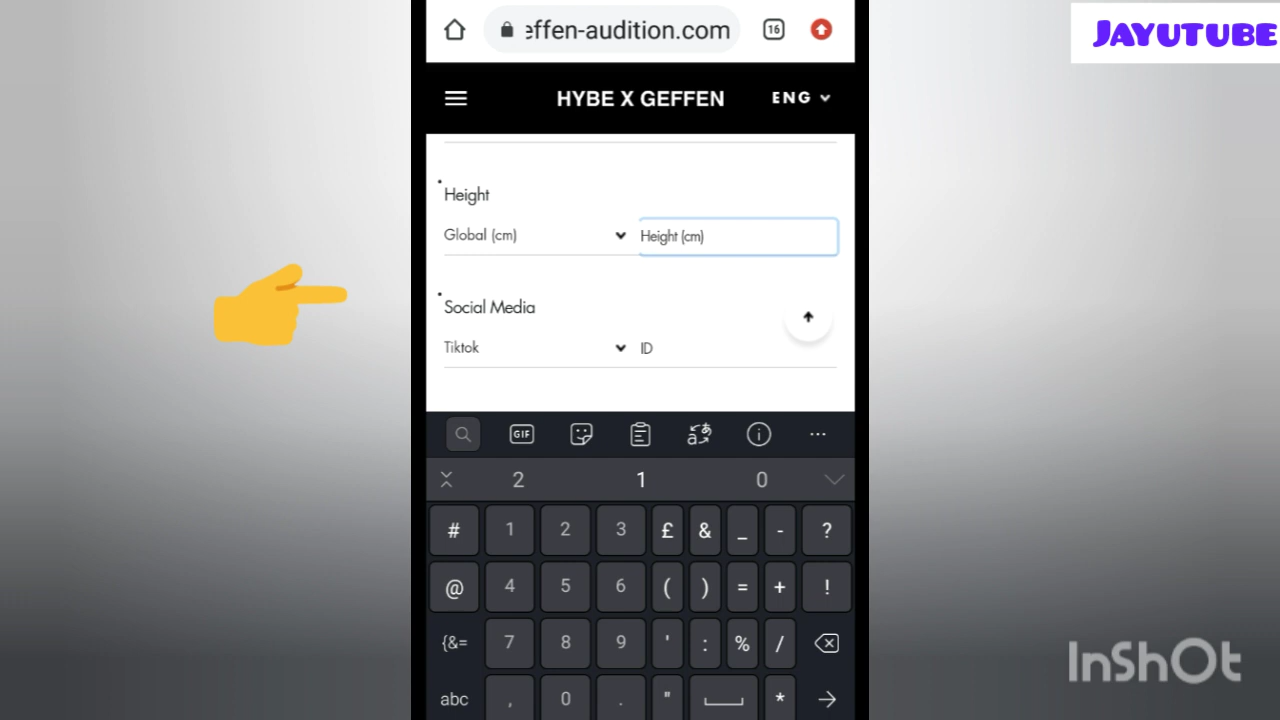 JAYUTUBE
effen-audition.com
16
HYBE X GEFFEN
ENG
Height
Global (cm)
Height (cm)
Social Media
Tiktok
ID
GIF
2 1 0
# 1 2 3 £ & _ - ?
@ 4 5 6 ( ) = + !
{&= 7 8 9 ' : % /
abc , 0 . " *
InShOt